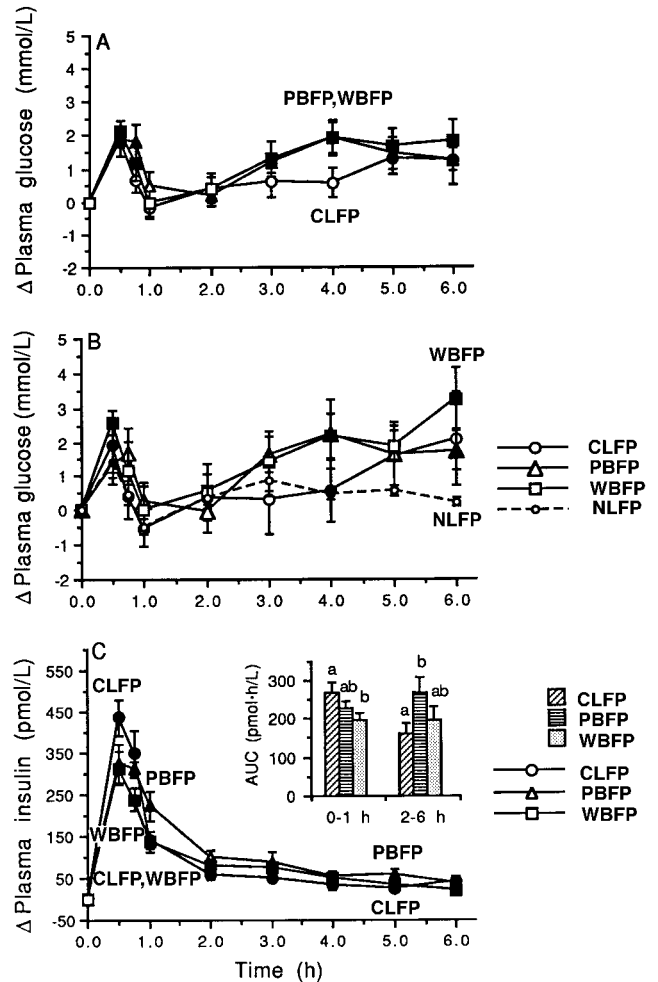 A
Δ Plasma glucose (mmol/L)
5
4
3
2
1
0
-1
-2
PBFP,WBFP
CLFP
0.0 1.0 2.0 3.0 4.0 5.0 6.0
B
Δ Plasma glucose (mmol/L)
5
4
3
2
1
0
-1
-2
WBFP
NLFP
0.0 1.0 2.0 3.0 4.0 5.0 6.0
CLFP
PBFP
WBFP
NLFP
C
Δ Plasma insulin (pmol/L)
550
450
350
250
150
50
-50
CLFP
PBFP
WBFP
CLFP,WBFP
PBFP
CLFP
AUC (pmol·h/L)
300
200
100
0
a ab b
a b ab
0-1 h 2-6 h
CLFP
PBFP
WBFP
CLFP
PBFP
WBFP
0.0 1.0 2.0 3.0 4.0 5.0 6.0
Time (h)